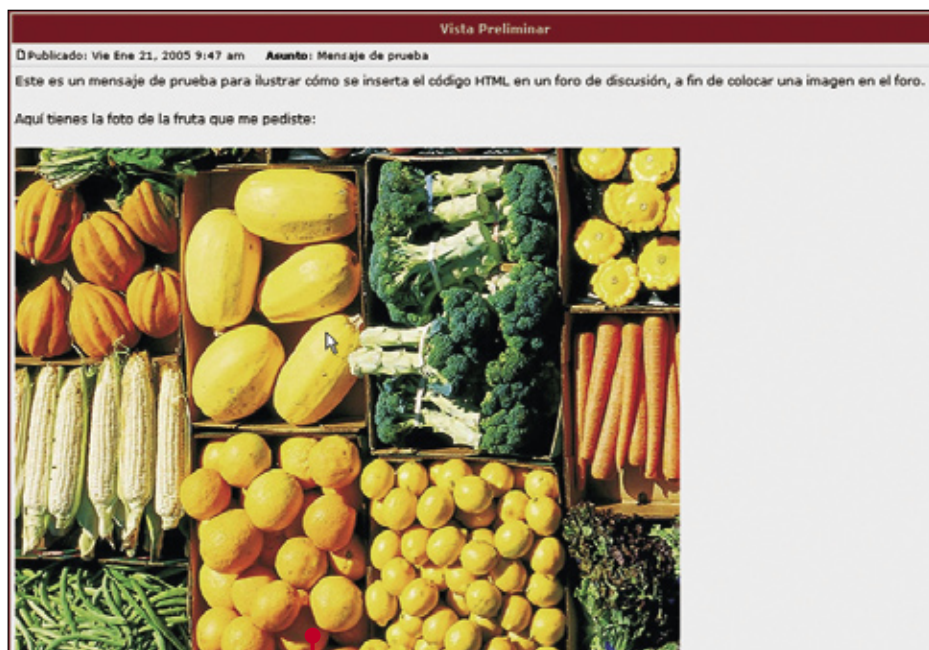 Vista Preliminar
Publicado: Vie Ene 21, 2005 9:47 am Asunto: Mensaje de prueba
Este es un mensaje de prueba para ilustrar cómo se inserta el código HTML en un foro de discusión, a fin de colocar una imagen en el foro.
Aquí tienes la foto de la fruta que me pediste: